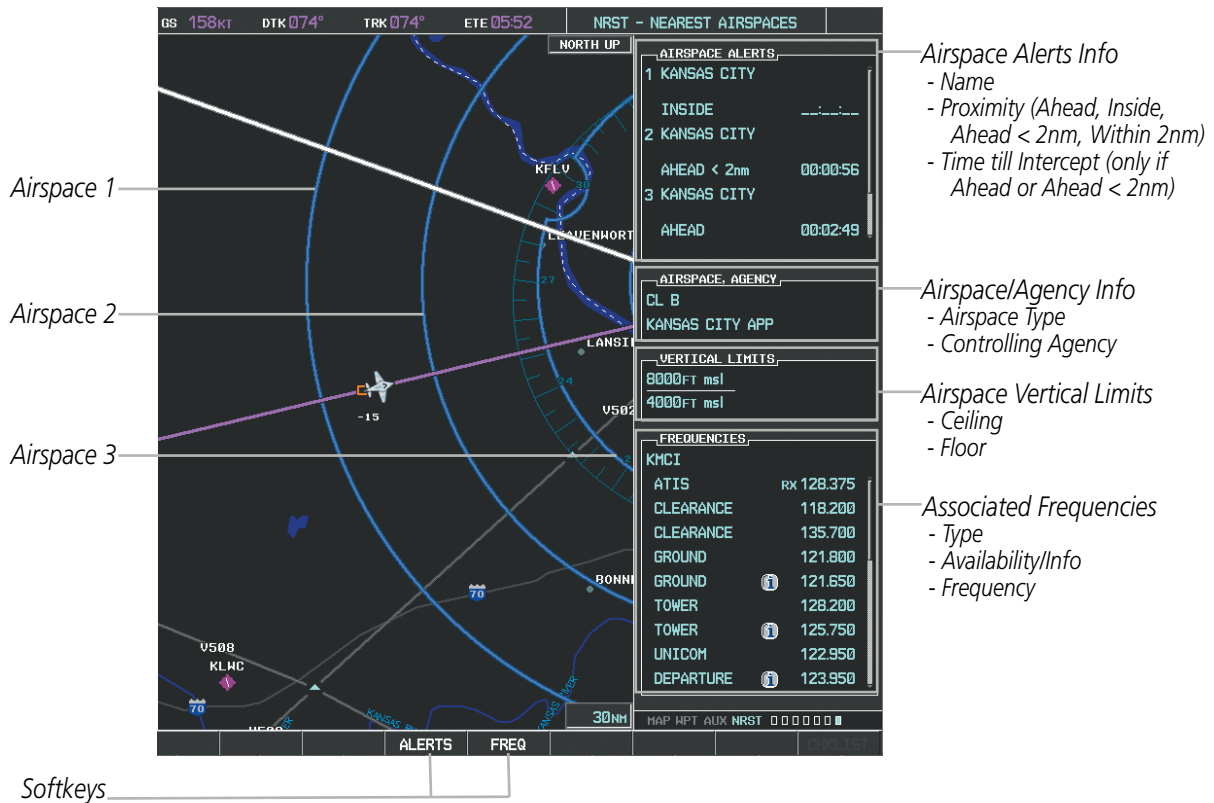 GS 158KT DTK 074° TRK 074° ETE 05:52 NRST - NEAREST AIRSPACES
NORTH UP
KFLV
30
LEAVENWORT
27
LANSI
24
V502
-15
BONNE
70
V508
KLWC
70
KANSAS RIVER
KANSAS RIVER
30NM
AIRSPACE ALERTS
1 KANSAS CITY
INSIDE __:__:__
2 KANSAS CITY
AHEAD < 2nm 00:00:56
3 KANSAS CITY
AHEAD 00:02:49
AIRSPACE, AGENCY
CL B
KANSAS CITY APP
VERTICAL LIMITS
8000FT msl
4000FT msl
FREQUENCIES
KMCI
ATIS RX 128.375
CLEARANCE 118.200
CLEARANCE 135.700
GROUND 121.800
GROUND i 121.650
TOWER 128.200
TOWER i 125.750
UNICOM 122.950
DEPARTURE i 123.950
MAP WPT AUX NRST
ALERTS FREQ CHKLIST
Airspace 1
Airspace 2
Airspace 3
Softkeys
Airspace Alerts Info
- Name
- Proximity (Ahead, Inside,
Ahead < 2nm, Within 2nm)
- Time till Intercept (only if
Ahead or Ahead < 2nm)
Airspace/Agency Info
- Airspace Type
- Controlling Agency
Airspace Vertical Limits
- Ceiling
- Floor
Associated Frequencies
- Type
- Availability/Info
- Frequency